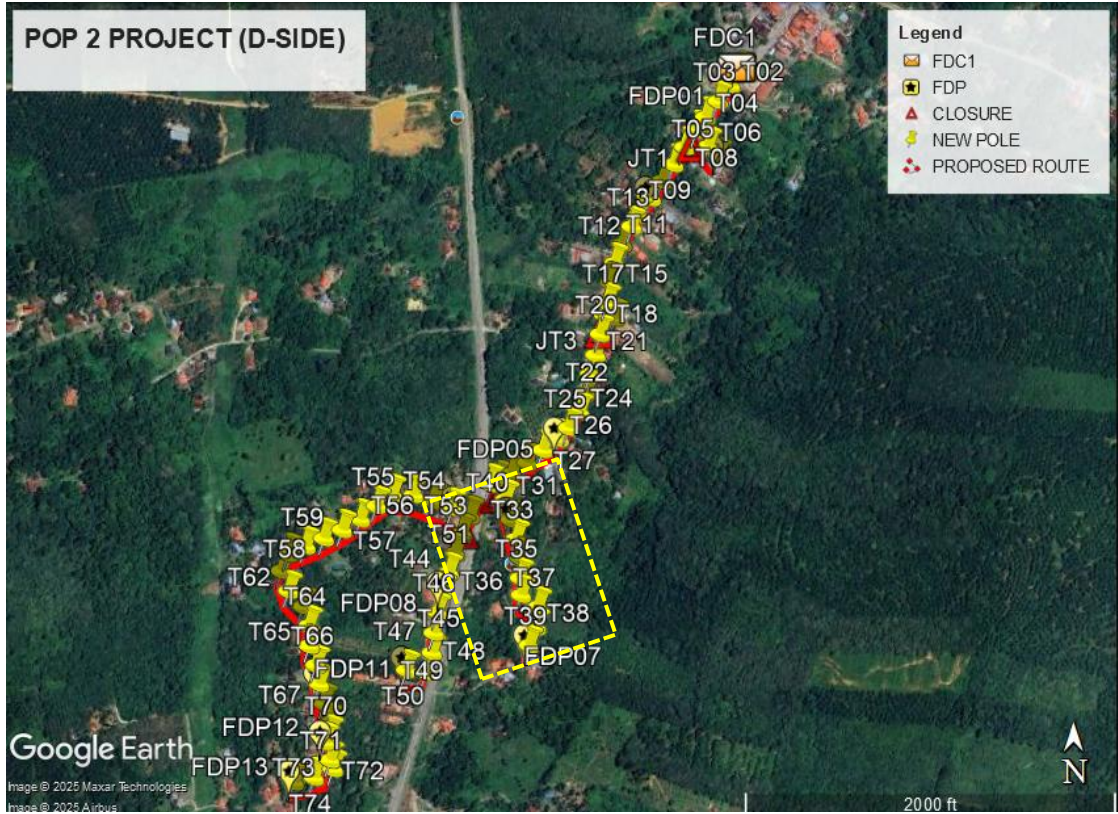 POP 2 PROJECT (D-SIDE)
Legend
FDC1
FDP
CLOSURE
NEW POLE
PROPOSED ROUTE
FDC1
T03 T02
FDP01 T04
T05 T06
JT1 T08
T13 T09
T12 T11
T17 T15
T20 T18
JT3 T21
T22
T25 T24
T26
FDP05 T27
T55 T54 T40 T31
T56 T53 T33
T59 T57 T51 T35
T58 T44
T62 T46 T36 T37
T64 FDP08 T39 T38
T65 T66 T47 T45
T48 FDP07
FDP11 T49
T67 T50
T70
FDP12 T71
FDP13 T73 T72
T74
Google Earth
Image © 2025 Maxar Technologies
Image © 2025 Airbus
N
2000 ft